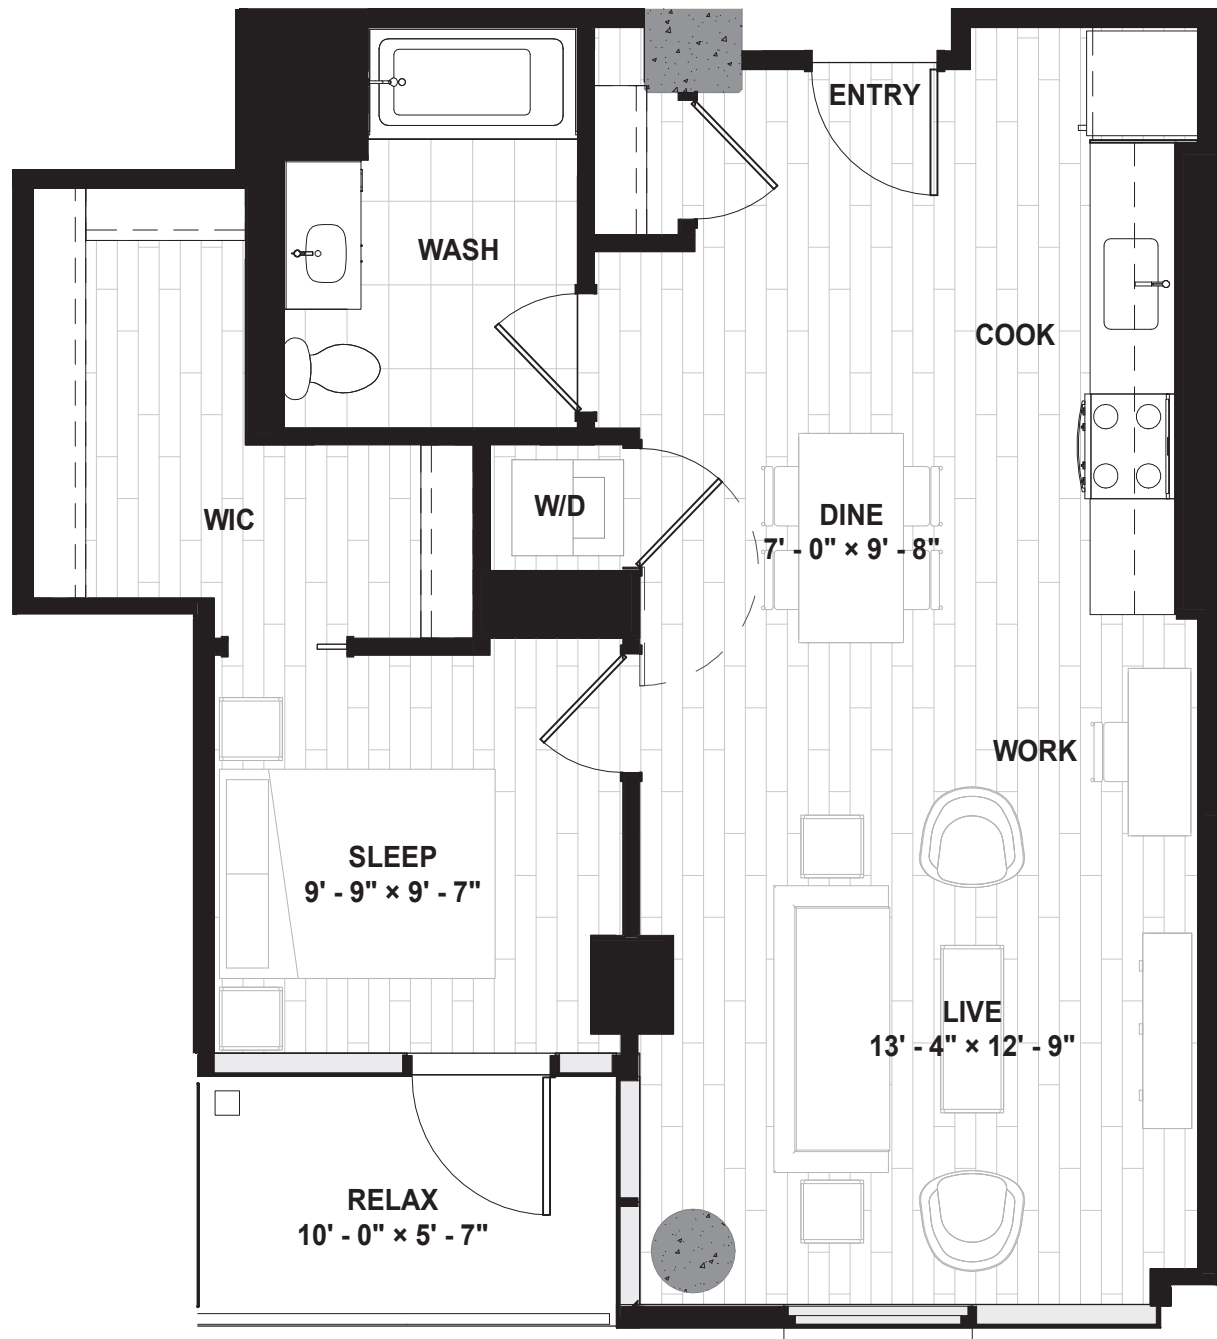 ENTRY
WASH
COOK
WIC
W/D
DINE
7' - 0" × 9' - 8"
WORK
SLEEP
9' - 9" × 9' - 7"
LIVE
13' - 4" × 12' - 9"
RELAX
10' - 0" × 5' - 7"